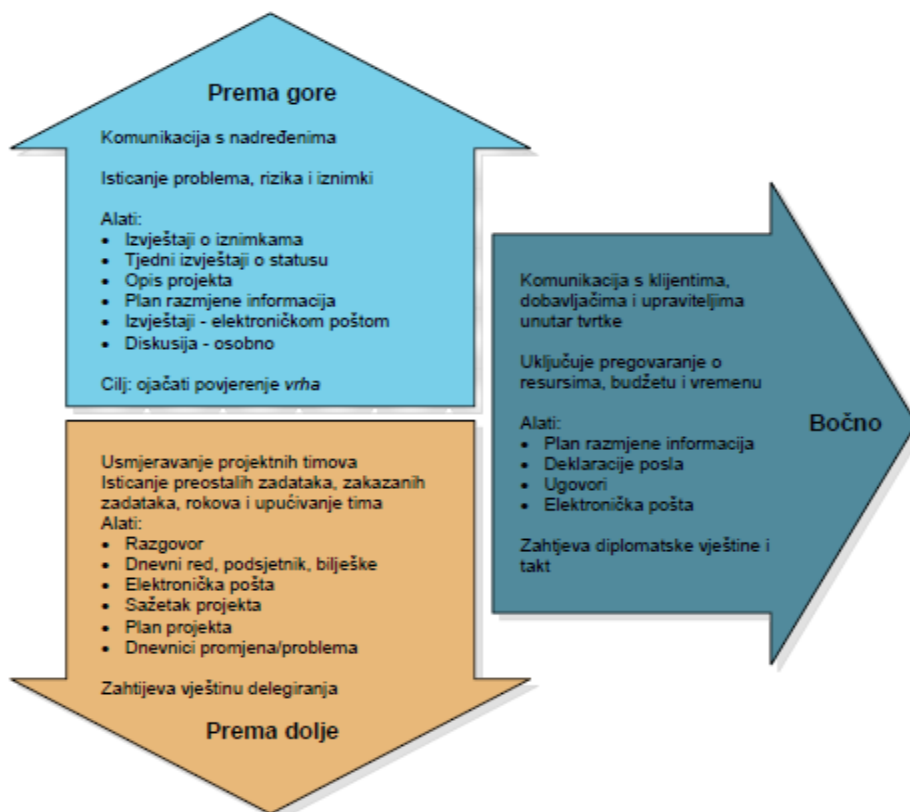 Prema gore
Komunikacija s nadređenima
Isticanje problema, rizika i iznimki
Alati:
• Izvještaji o iznimkama
• Tjedni izvještaji o statusu
• Opis projekta
• Plan razmjene informacija
• Izvještaji - elektroničkom poštom
• Diskusija - osobno
Cilj: ojačati povjerenje vrha
Usmjeravanje projektnih timova
Isticanje preostalih zadataka, zakazanih
zadataka, rokova i upućivanje tima
Alati:
• Razgovor
• Dnevni red, podsjetnik, bilješke
• Elektronička pošta
• Sažetak projekta
• Plan projekta
• Dnevnici promjena/problema
Zahtijeva vještinu delegiranja
Prema dolje
Komunikacija s klijentima,
dobavljačima i upraviteljima
unutar tvrtke
Uključuje pregovaranje o
resursima, budžetu i vremenu
Alati:
• Plan razmjene informacija
• Deklaracije posla
• Ugovori
• Elektronička pošta
Zahtjeva diplomatske vještine i
takt
Bočno